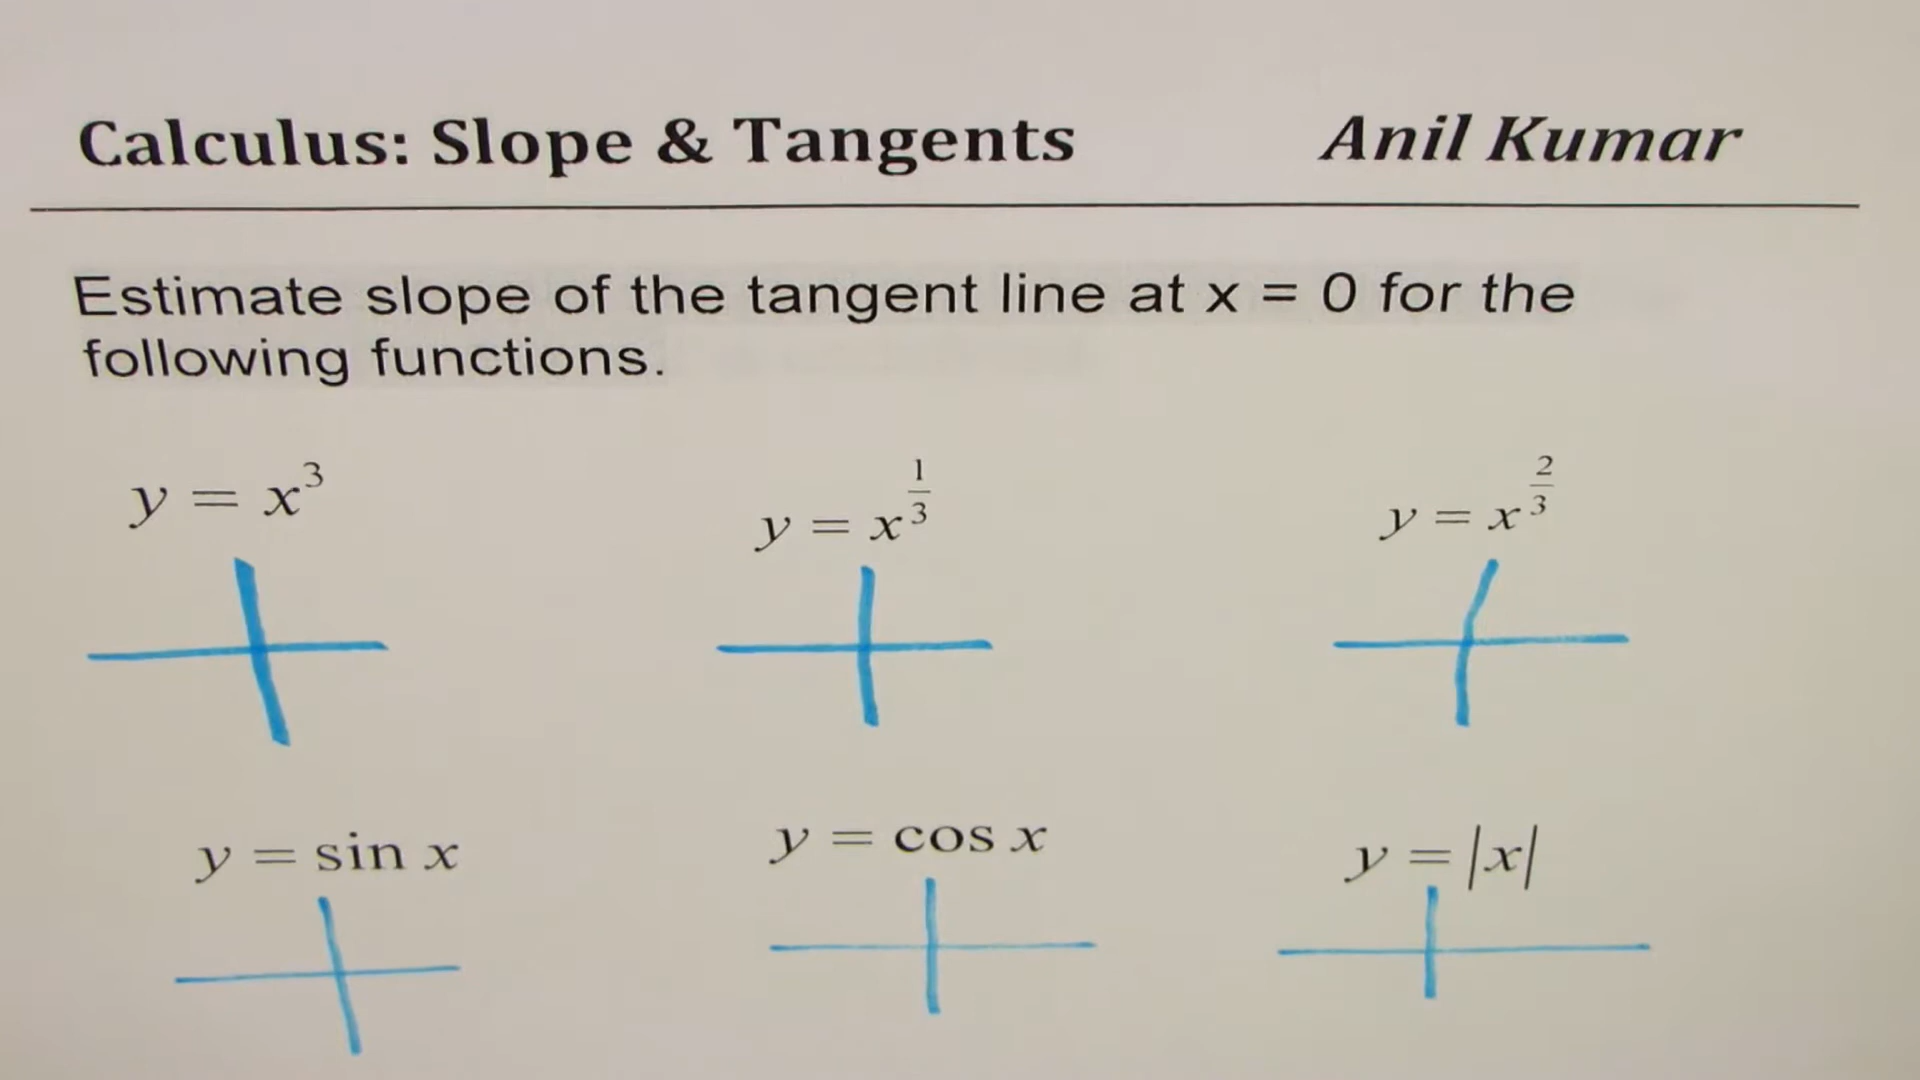 Calculus: Slope & Tangents Anil Kumar
Estimate slope of the tangent line at x = 0 for the
following functions.
y = x³ y = x^(1/3) y = x^(2/3)
y = sin x y = cos x y = |x|